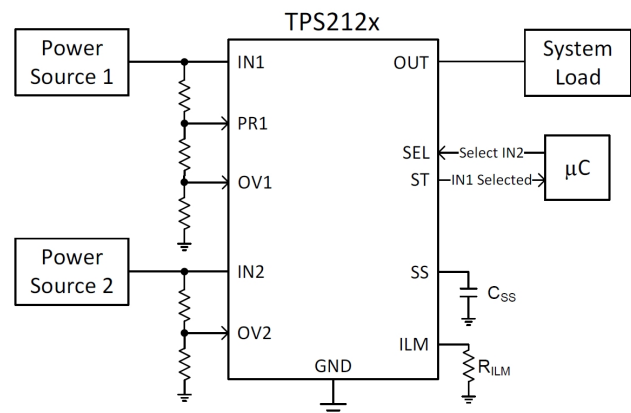 TPS212x
Power
Source 1
IN1
OUT
System
Load
PR1
SEL
Select IN2
μC
OV1
ST
IN1 Selected
Power
Source 2
IN2
SS
CSS
OV2
ILM
RILM
GND